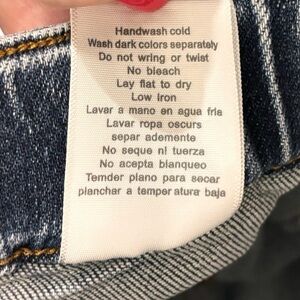 Handwash cold
Wash dark colors separately
Do not wring or twist
No bleach
Lay flat to dry
Low iron
Lavar a mano en agua fria
Lavar ropa oscurs
separ ademente
No seque ni tuerza
No acepta blanqueo
Temder plano para secar
planchar a temper atura baja